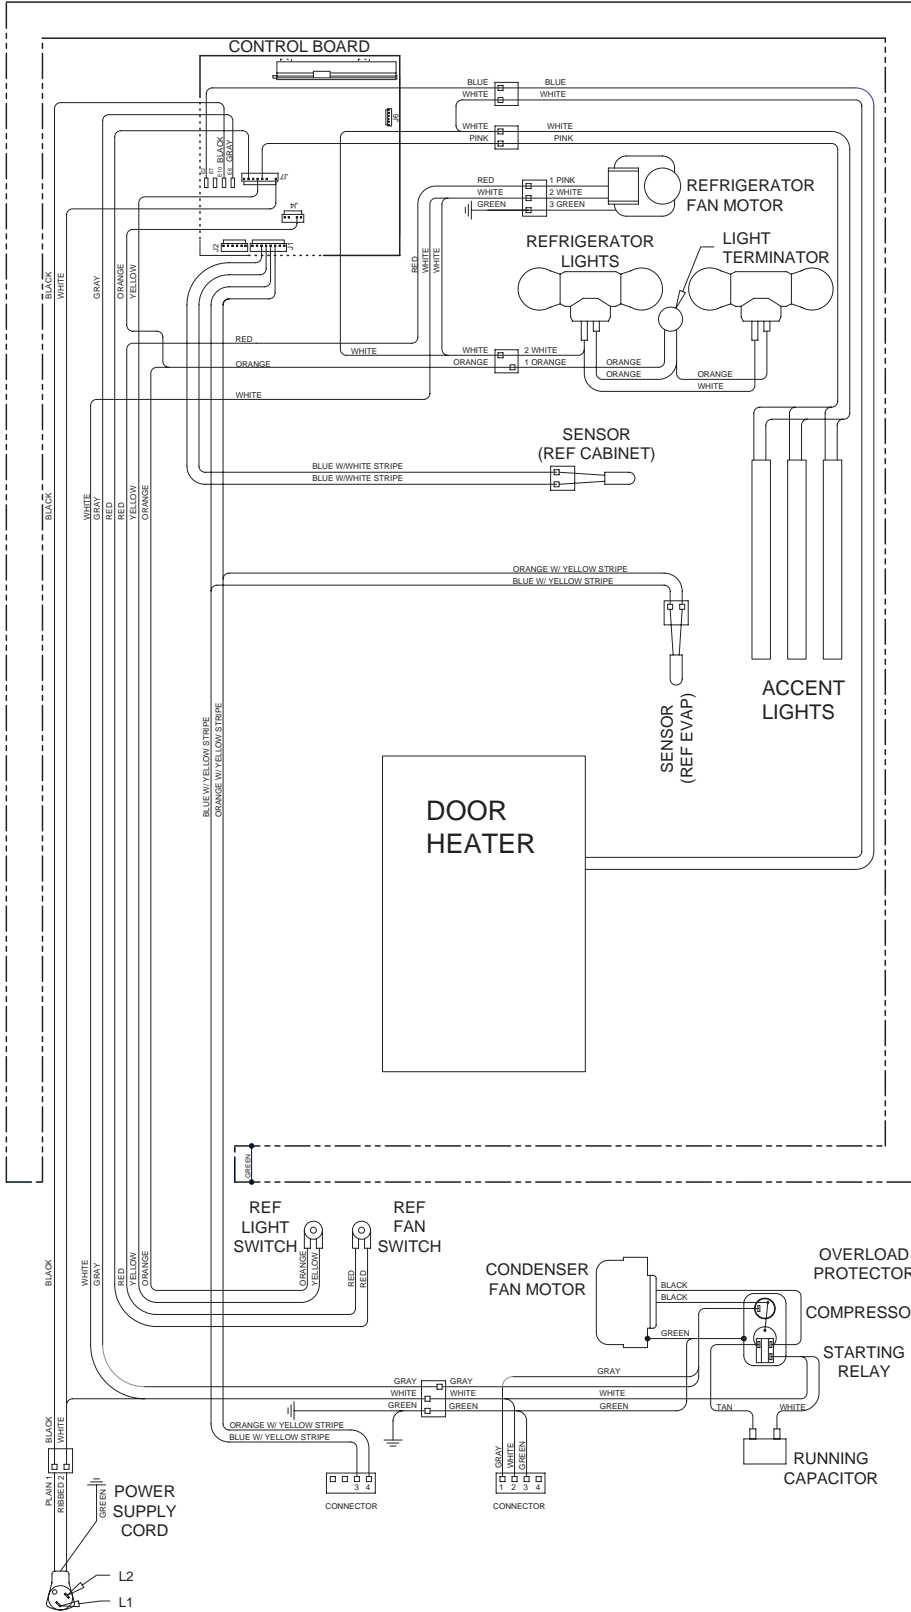 CONTROL BOARD
J6
E2
E7
E10
BLACK
E6
GRAY
J7
J4
J2
J1
BLUE
BLUE
WHITE
WHITE
WHITE
WHITE
PINK
PINK
RED
1 PINK
WHITE
2 WHITE
GREEN
3 GREEN
REFRIGERATOR
FAN MOTOR
REFRIGERATOR
LIGHTS
LIGHT
TERMINATOR
BLACK
WHITE
GRAY
ORANGE
YELLOW
RED
WHITE
WHITE
RED
WHITE
WHITE
2 WHITE
ORANGE
ORANGE
1 ORANGE
ORANGE
ORANGE
ORANGE
WHITE
WHITE
SENSOR
(REF CABINET)
BLUE W/WHITE STRIPE
BLUE W/WHITE STRIPE
BLACK
WHITE
GRAY
RED
RED
YELLOW
ORANGE
ORANGE W/ YELLOW STRIPE
BLUE W/ YELLOW STRIPE
SENSOR
(REF EVAP)
ACCENT
LIGHTS
BLUE W/ YELLOW STRIPE
ORANGE W/ YELLOW STRIPE
DOOR
HEATER
GREEN
REF
LIGHT
SWITCH
REF
FAN
SWITCH
ORANGE
YELLOW
RED
RED
BLACK
WHITE
GRAY
RED
YELLOW
ORANGE
CONDENSER
FAN MOTOR
BLACK
BLACK
GREEN
OVERLOAD
PROTECTOR
COMPRESSO
STARTING
RELAY
GRAY
GRAY
GRAY
WHITE
WHITE
WHITE
GREEN
GREEN
GREEN
TAN
WHITE
RUNNING
CAPACITOR
ORANGE W/ YELLOW STRIPE
BLUE W/ YELLOW STRIPE
3 4
CONNECTOR
GRAY
WHITE
GREEN
1 2 3 4
CONNECTOR
BLACK
WHITE
PLAIN 1
RIBBED 2
GREEN
POWER
SUPPLY
CORD
L2
L1